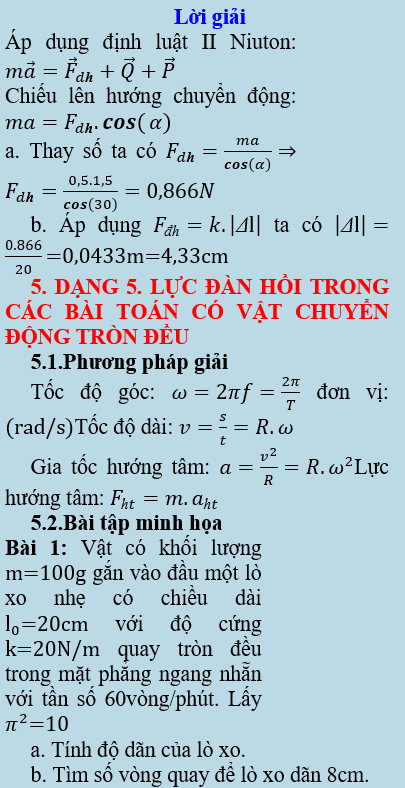 Lời giải
Áp dụng định luật II Niuton:
$m\vec{a} = \vec{F}_{dh} + \vec{Q} + \vec{P}$
Chiếu lên hướng chuyển động:
$ma = F_{dh}.cos(\alpha)$
a. Thay số ta có $F_{dh} = \frac{ma}{cos(\alpha)} \Rightarrow$
$F_{dh} = \frac{0,5.1,5}{cos(30)} = 0,866N$
b. Áp dụng $F_{đh} = k.|\Delta l|$ ta có $|\Delta l| =$
$\frac{0.866}{20}$=0,0433m=4,33cm
5. DẠNG 5. LỰC ĐÀN HỒI TRONG
CÁC BÀI TOÁN CÓ VẬT CHUYỂN
ĐỘNG TRÒN ĐỀU
5.1.Phương pháp giải
Tốc độ góc: $\omega = 2\pi f = \frac{2\pi}{T}$ đơn vị:
(rad/s)Tốc độ dài: $v = \frac{s}{t} = R.\omega$
Gia tốc hướng tâm: $a = \frac{v^2}{R} = R.\omega^2$Lực
hướng tâm: $F_{ht} = m.a_{ht}$
5.2.Bài tập minh họa
Bài 1: Vật có khối lượng
m=100g gắn vào đầu một lò
xo nhẹ có chiều dài
$l_0$=20cm với độ cứng
k=20N/m quay tròn đều
trong mặt phẳng ngang nhẵn
với tần số 60vòng/phút. Lấy
$\pi^2$=10
a. Tính độ dãn của lò xo.
b. Tìm số vòng quay để lò xo dãn 8cm.